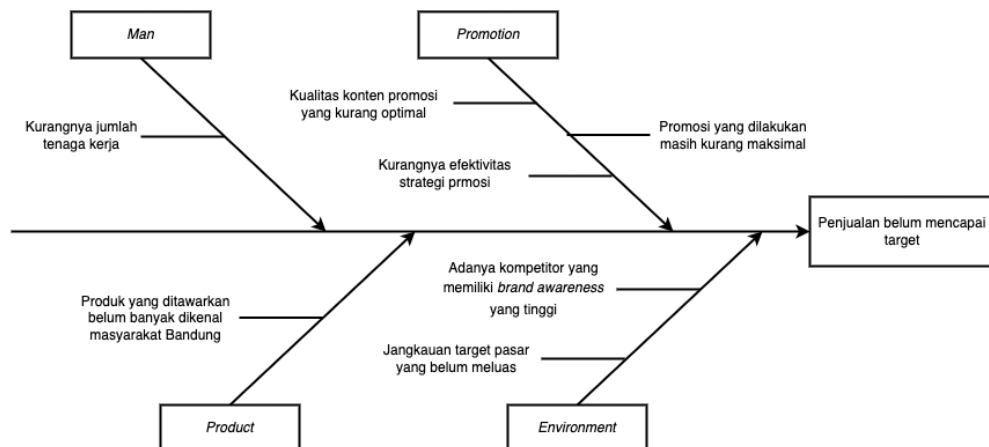 Man
Promotion
Kualitas konten promosi
yang kurang optimal
Kurangnya jumlah
tenaga kerja
Promosi yang dilakukan
masih kurang maksimal
Kurangnya efektivitas
strategi prmosi
Penjualan belum mencapai
target
Adanya kompetitor yang
memiliki brand awareness
yang tinggi
Produk yang ditawarkan
belum banyak dikenal
masyarakat Bandung
Jangkauan target pasar
yang belum meluas
Product
Environment